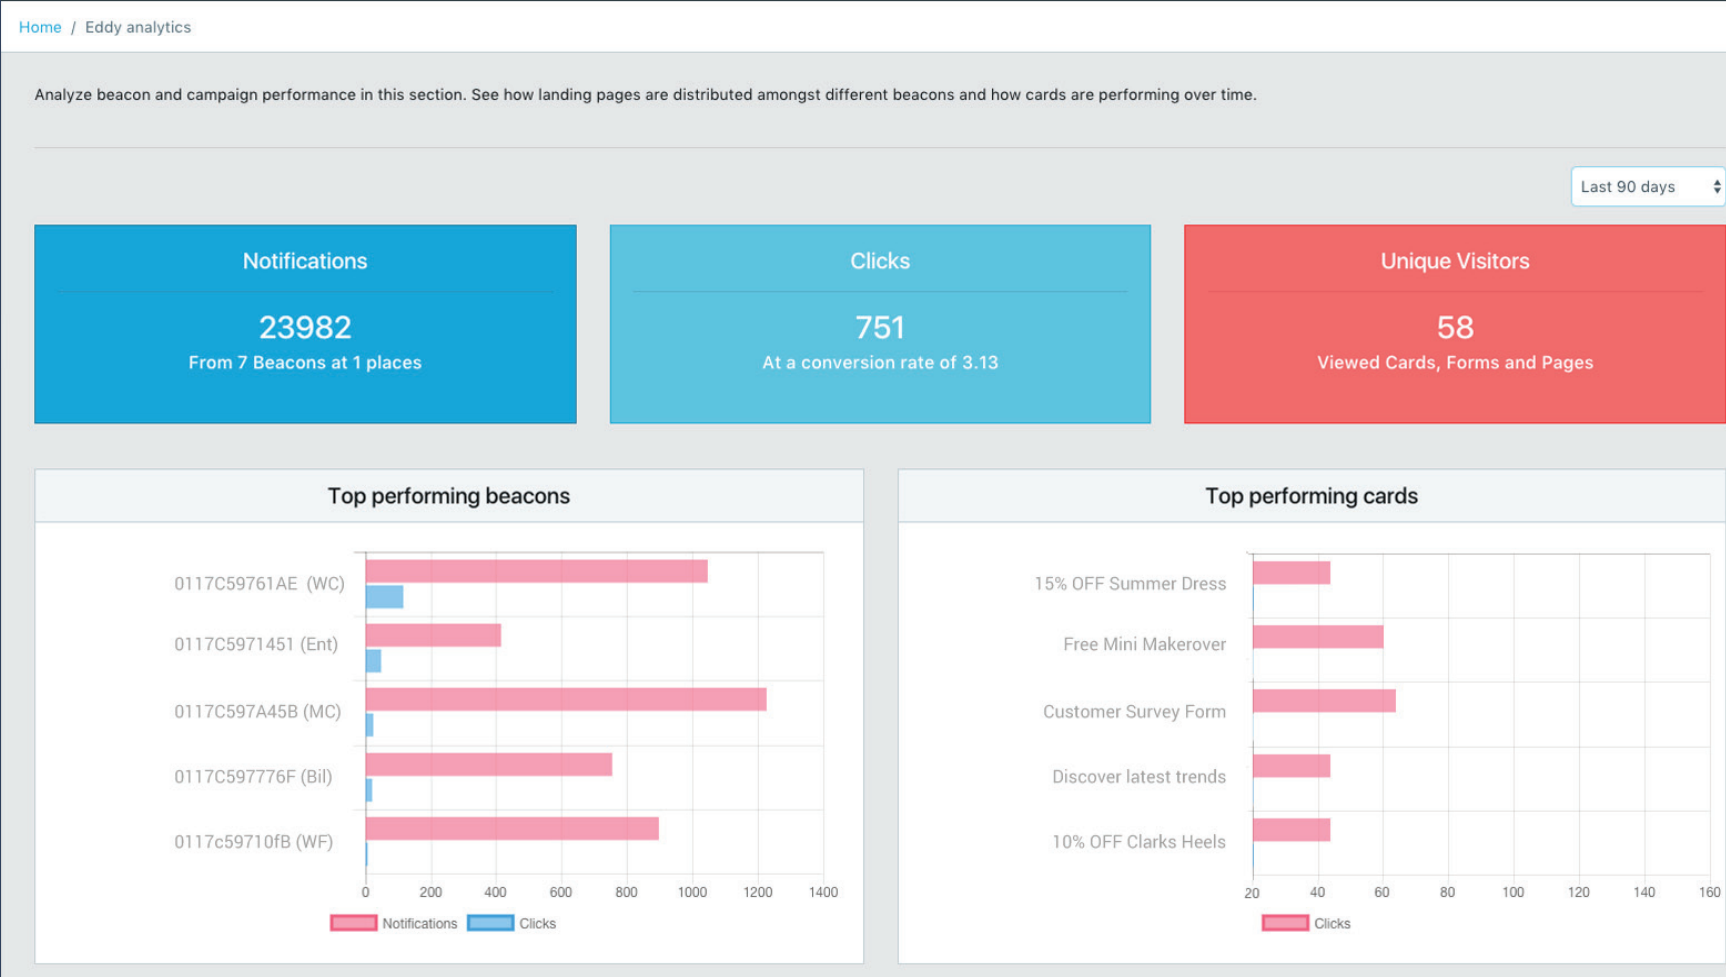 Home / Eddy analytics
Analyze beacon and campaign performance in this section. See how landing pages are distributed amongst different beacons and how cards are performing over time.
Last 90 days
Notifications
23982
From 7 Beacons at 1 places
Clicks
751
At a conversion rate of 3.13
Unique Visitors
58
Viewed Cards, Forms and Pages
Top performing beacons
0117C59761AE (WC)
0117C5971451 (Ent)
0117C597A45B (MC)
0117C597776F (Bil)
0117c59710fB (WF)
0 200 400 600 800 1000 1200 1400
Notifications Clicks
Top performing cards
15% OFF Summer Dress
Free Mini Makerover
Customer Survey Form
Discover latest trends
10% OFF Clarks Heels
20 40 60 80 100 120 140 160
Clicks